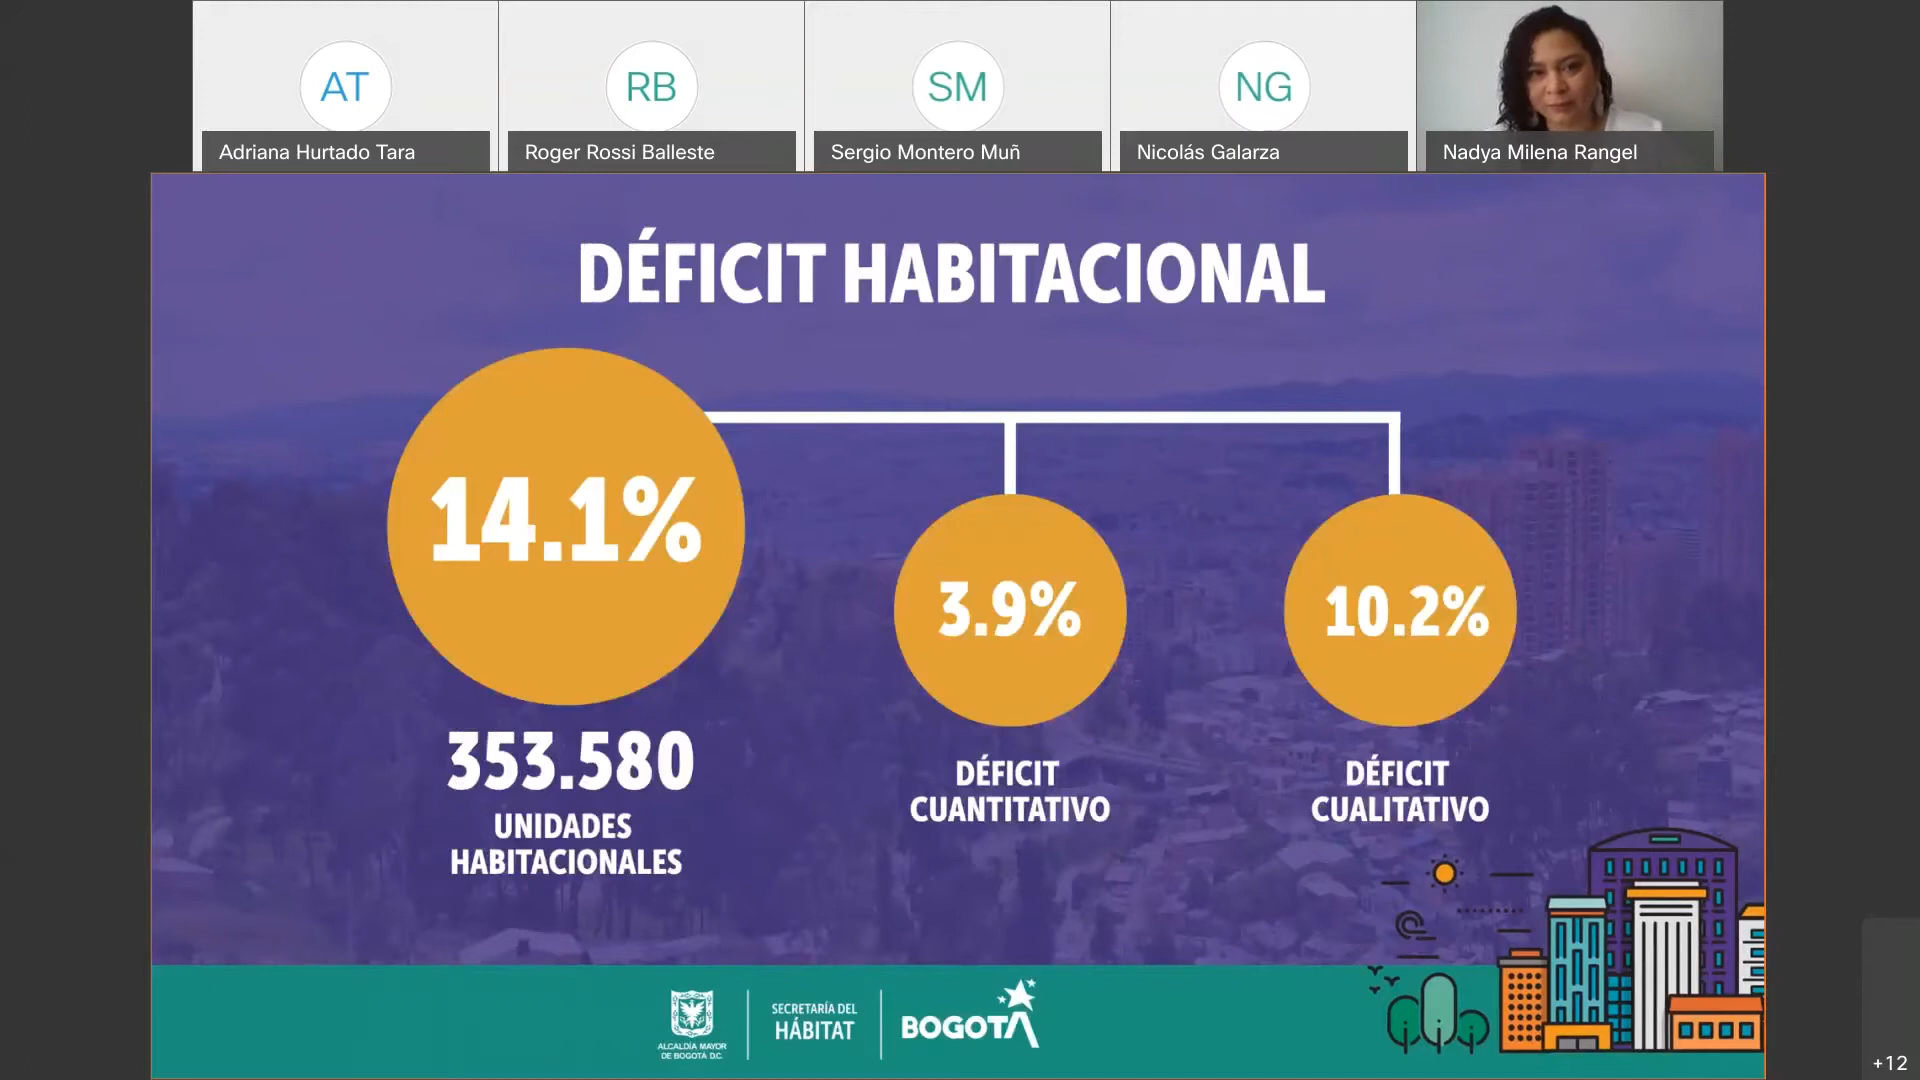 AT
RB
SM
NG
Adriana Hurtado Tara
Roger Rossi Balleste
Sergio Montero Muñ
Nicolás Galarza
Nadya Milena Rangel
DÉFICIT HABITACIONAL
14.1%
3.9%
10.2%
353.580
UNIDADES
HABITACIONALES
DÉFICIT
CUANTITATIVO
DÉFICIT
CUALITATIVO
ALCALDÍA MAYOR
DE BOGOTÁ D.C.
SECRETARÍA DEL
HÁBITAT
BOGOTÁ
+12